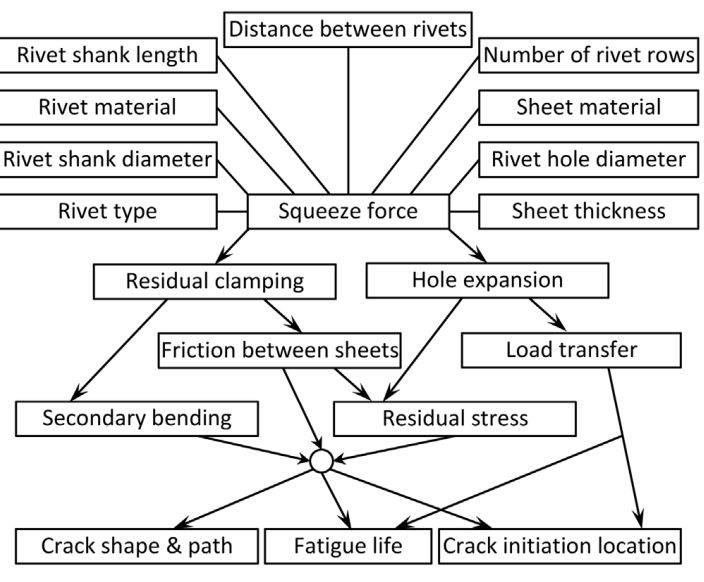 Distance between rivets
Rivet shank length
Number of rivet rows
Rivet material
Sheet material
Rivet shank diameter
Rivet hole diameter
Rivet type
Squeeze force
Sheet thickness
Residual clamping
Hole expansion
Friction between sheets
Load transfer
Secondary bending
Residual stress
Crack shape & path
Fatigue life
Crack initiation location